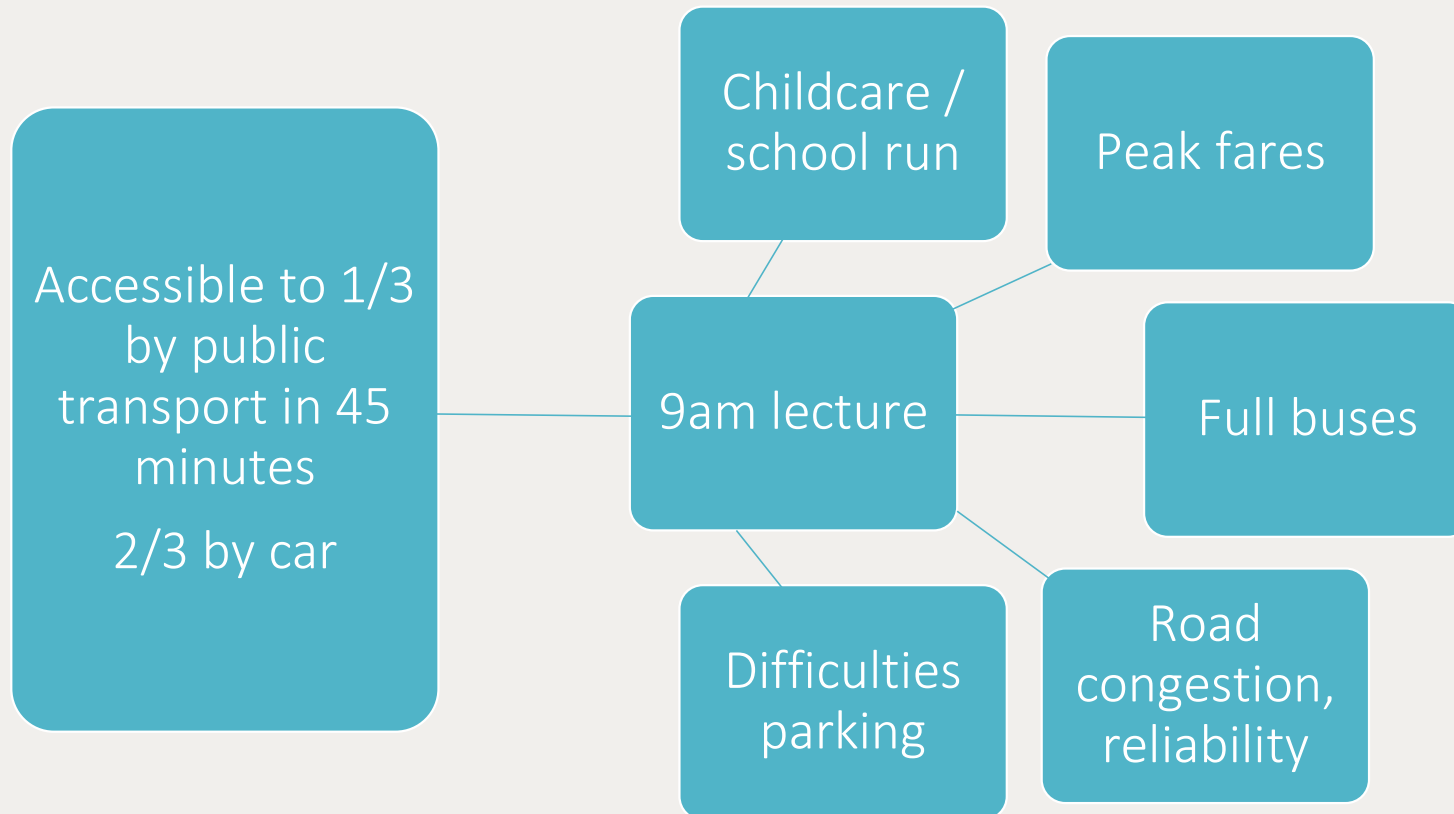 Accessible to 1/3
by public
transport in 45
minutes
2/3 by car
9am lecture
Childcare /
school run
Peak fares
Full buses
Road
congestion,
reliability
Difficulties
parking